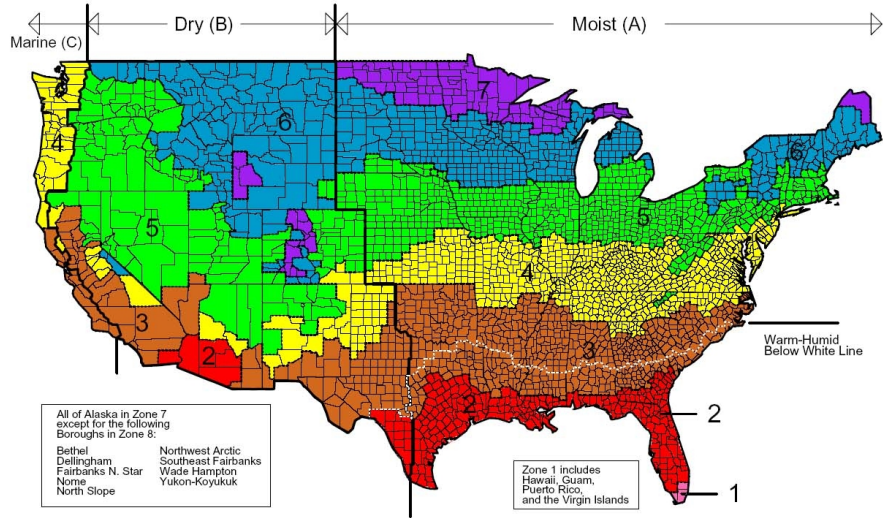 Marine (C)
Dry (B)
Moist (A)
7
6
4
6
5
5
4
3
3
2
2
Warm-Humid
Below White Line
2
1
All of Alaska in Zone 7
except for the following
Boroughs in Zone 8:
Bethel
Dellingham
Fairbanks N. Star
Nome
North Slope
Northwest Arctic
Southeast Fairbanks
Wade Hampton
Yukon-Koyukuk
Zone 1 includes
Hawaii, Guam,
Puerto Rico,
and the Virgin Islands